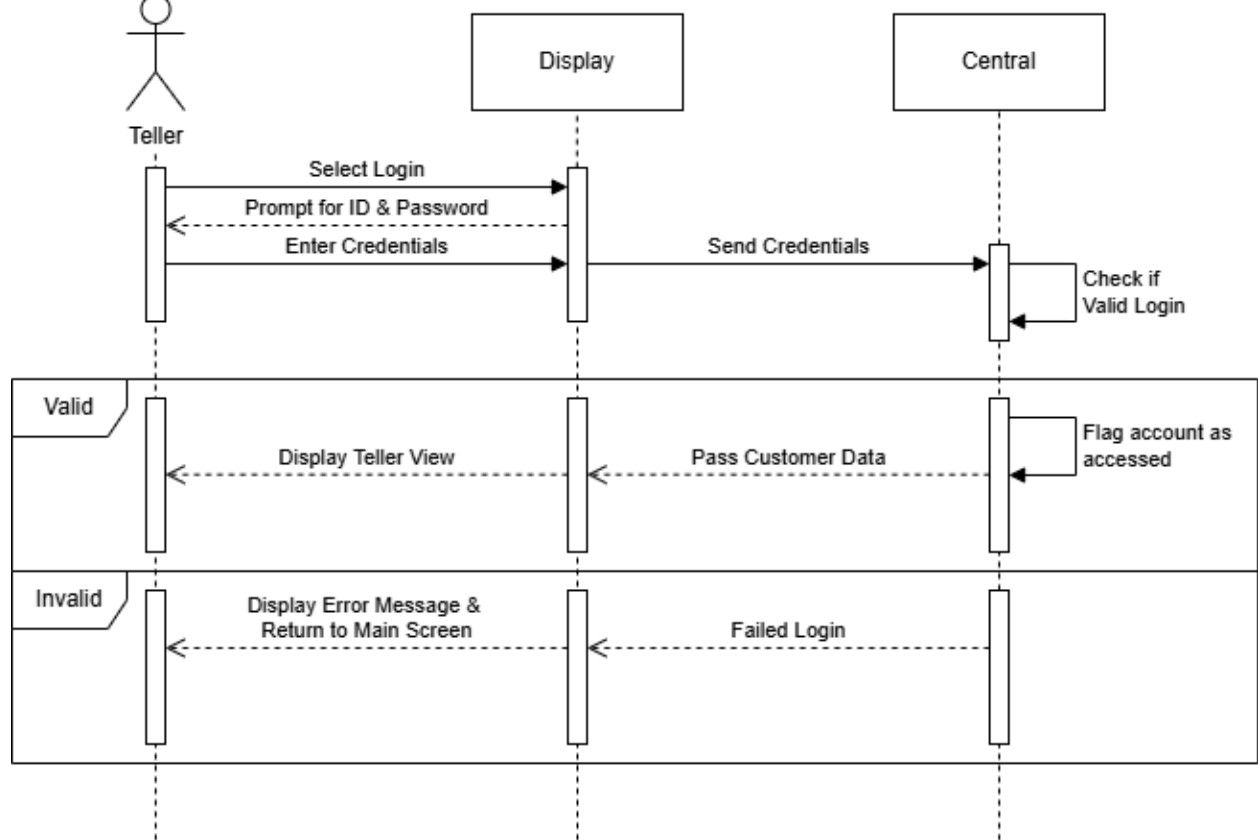 Display
Central
Teller
Select Login
Prompt for ID & Password
Enter Credentials
Send Credentials
Check if
Valid Login
Valid
Flag account as
accessed
Display Teller View
Pass Customer Data
Invalid
Display Error Message &
Return to Main Screen
Failed Login